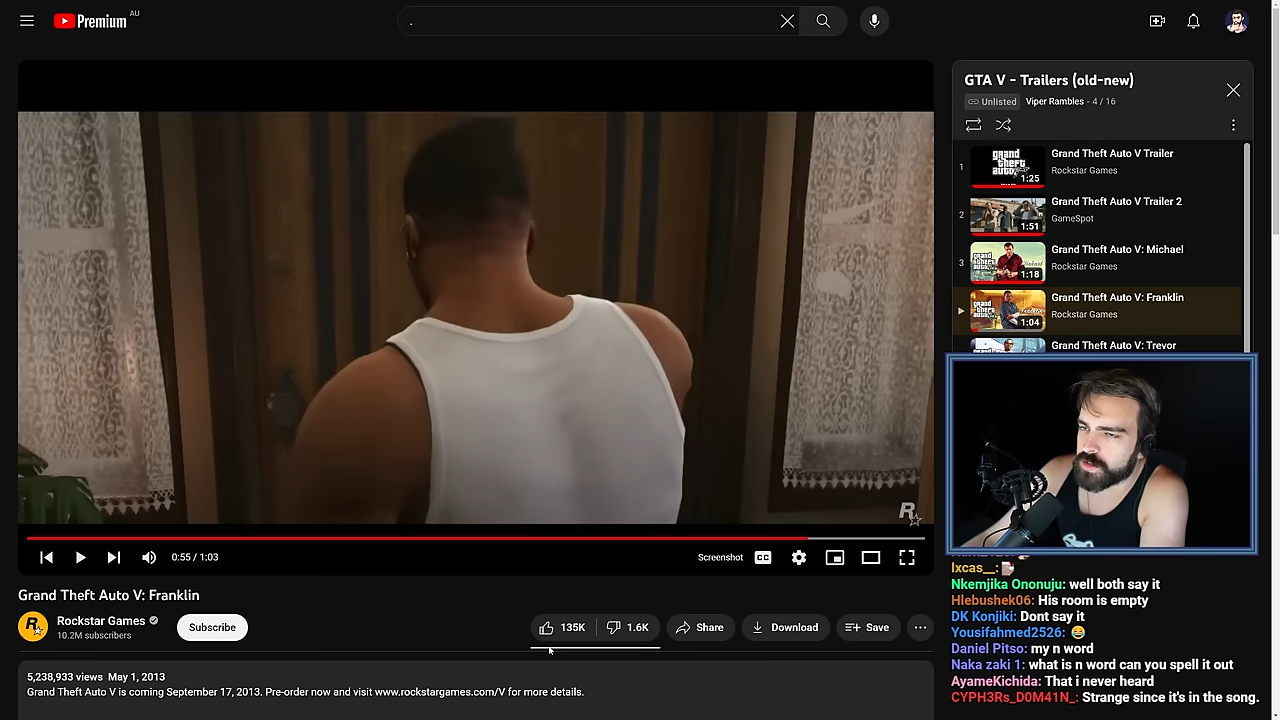 Premium AU
.
0:55 / 1:03
Screenshot
CC
Grand Theft Auto V: Franklin
Rockstar Games
10.2M subscribers
Subscribe
135K
1.6K
Share
Download
Save
5,238,933 views May 1, 2013
Grand Theft Auto V is coming September 17, 2013. Pre-order now and visit www.rockstargames.com/V for more details.
GTA V - Trailers (old-new)
Unlisted Viper Rambles - 4 / 16
1
grand theft auto V
1:25
Grand Theft Auto V Trailer
Rockstar Games
2
1:51
Grand Theft Auto V Trailer 2
GameSpot
3
1:18
Grand Theft Auto V: Michael
Rockstar Games
1:04
Grand Theft Auto V: Franklin
Rockstar Games
Grand Theft Auto V: Trevor
lxcas__:
Nkemjika Ononuju: well both say it
Hlebushek06: His room is empty
DK Konjiki: Dont say it
Yousifahmed2526: 😂
Daniel Pitso: my n word
Naka zaki 1: what is n word can you spell it out
AyameKichida: That i never heard
CYPH3Rs_D0M41N_: Strange since it's in the song.